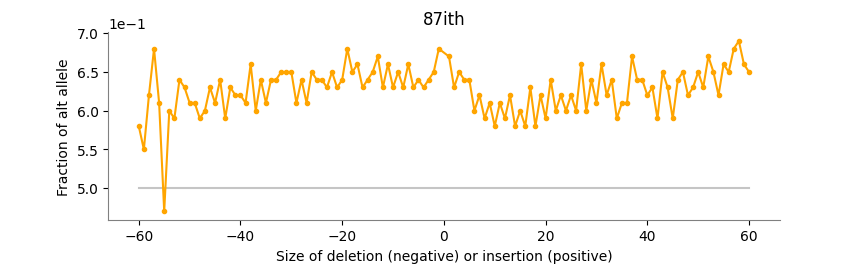 87ith
1e−1
7.0
6.5
6.0
5.5
5.0
Fraction of alt allele
−60 −40 −20 0 20 40 60
Size of deletion (negative) or insertion (positive)